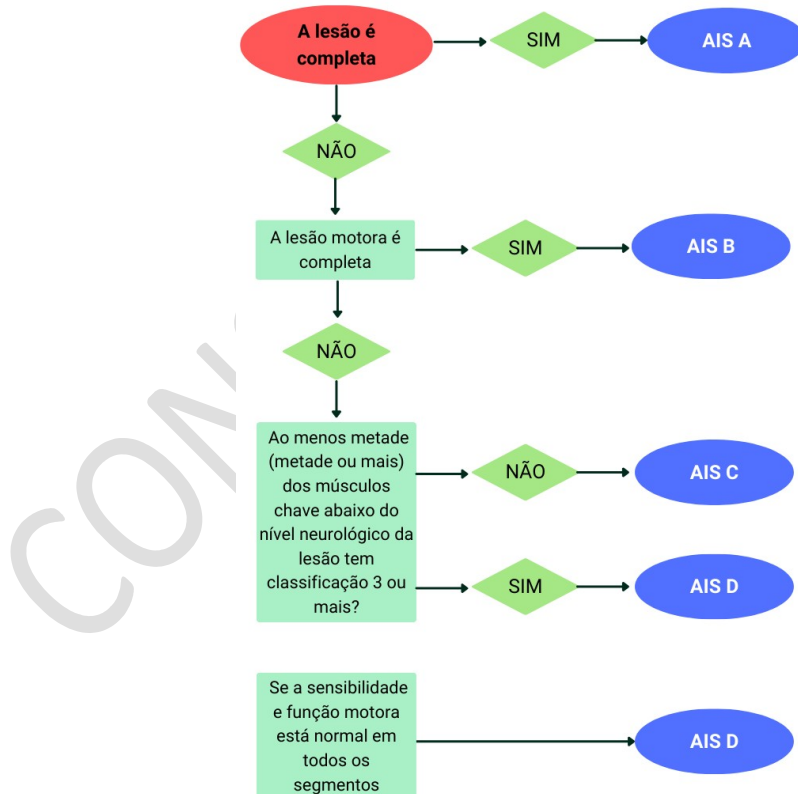 A lesão é
completa
SIM
AIS A
NÃO
A lesão motora é
completa
SIM
AIS B
NÃO
Ao menos metade
(metade ou mais)
dos músculos
chave abaixo do
nível neurológico da
lesão tem
classificação 3 ou
mais?
NÃO
AIS C
SIM
AIS D
Se a sensibilidade
e função motora
está normal em
todos os
segmentos
AIS D
CON